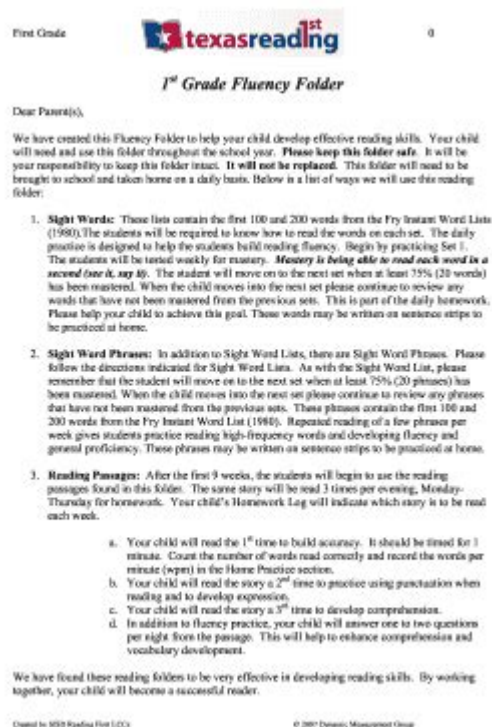 First Grade
texasread1st1ng
0
1st Grade Fluency Folder
Dear Parent(s),
We have created this Fluency Folder to help your child develop effective reading skills. Your child
will need and use this folder throughout the school year. Please keep this folder safe. It will be
your responsibility to keep this folder intact. It will not be replaced. This folder will need to be
brought to school and taken home on a daily basis. Below is a list of ways we will use this reading
folder:
1. Sight Words: These lists contain the first 100 and 200 words from the Fry Instant Word Lists
(1980).The students will be required to know how to read the words on each set. The daily
practice is designed to help the students build reading fluency. Begin by practicing Set 1.
The students will be tested weekly for mastery. Mastery is being able to read each word in a
second (see it, say it). The student will move on to the next set when at least 75% (20 words)
has been mastered. When the child moves into the next set please continue to review any
words that have not been mastered from the previous sets. This is part of the daily homework.
Please help your child to achieve this goal. These words may be written on sentence strips to
be practiced at home.
2. Sight Word Phrases: In addition to Sight Word Lists, there are Sight Word Phrases. Please
follow the directions indicated for Sight Word Lists. As with the Sight Word List, please
remember that the student will move on to the next set when at least 75% (20 phrases) has
been mastered. When the child moves into the next set please continue to review any phrases
that have not been mastered from the previous sets. These phrases contain the first 100 and
200 words from the Fry Instant Word List (1980). Repeated reading of a few phrases per
week gives students practice reading high-frequency words and developing fluency and
general proficiency. These phrases may be written on sentence strips to be practiced at home.
3. Reading Passages: After the first 9 weeks, the students will begin to use the reading
passages found in this folder. The same story will be read 3 times per evening, Monday-
Thursday for homework. Your child's Homework Log will indicate which story is to be read
each week.
a. Your child will read the 1st time to build accuracy. It should be timed for 1
minute. Count the number of words read correctly and record the words per
minute (wpm) in the Home Practice section.
b. Your child will read the story a 2nd time to practice using punctuation when
reading and to develop expression.
c. Your child will read the story a 3rd time to develop comprehension.
d. In addition to fluency practice, your child will answer one to two questions
per night from the passage. This will help to enhance comprehension and
vocabulary development.
We have found these reading folders to be very effective in developing reading skills. By working
together, your child will become a successful reader.
Created by SISD Reading First LCCs
© 2007 Dynamic Measurement Group